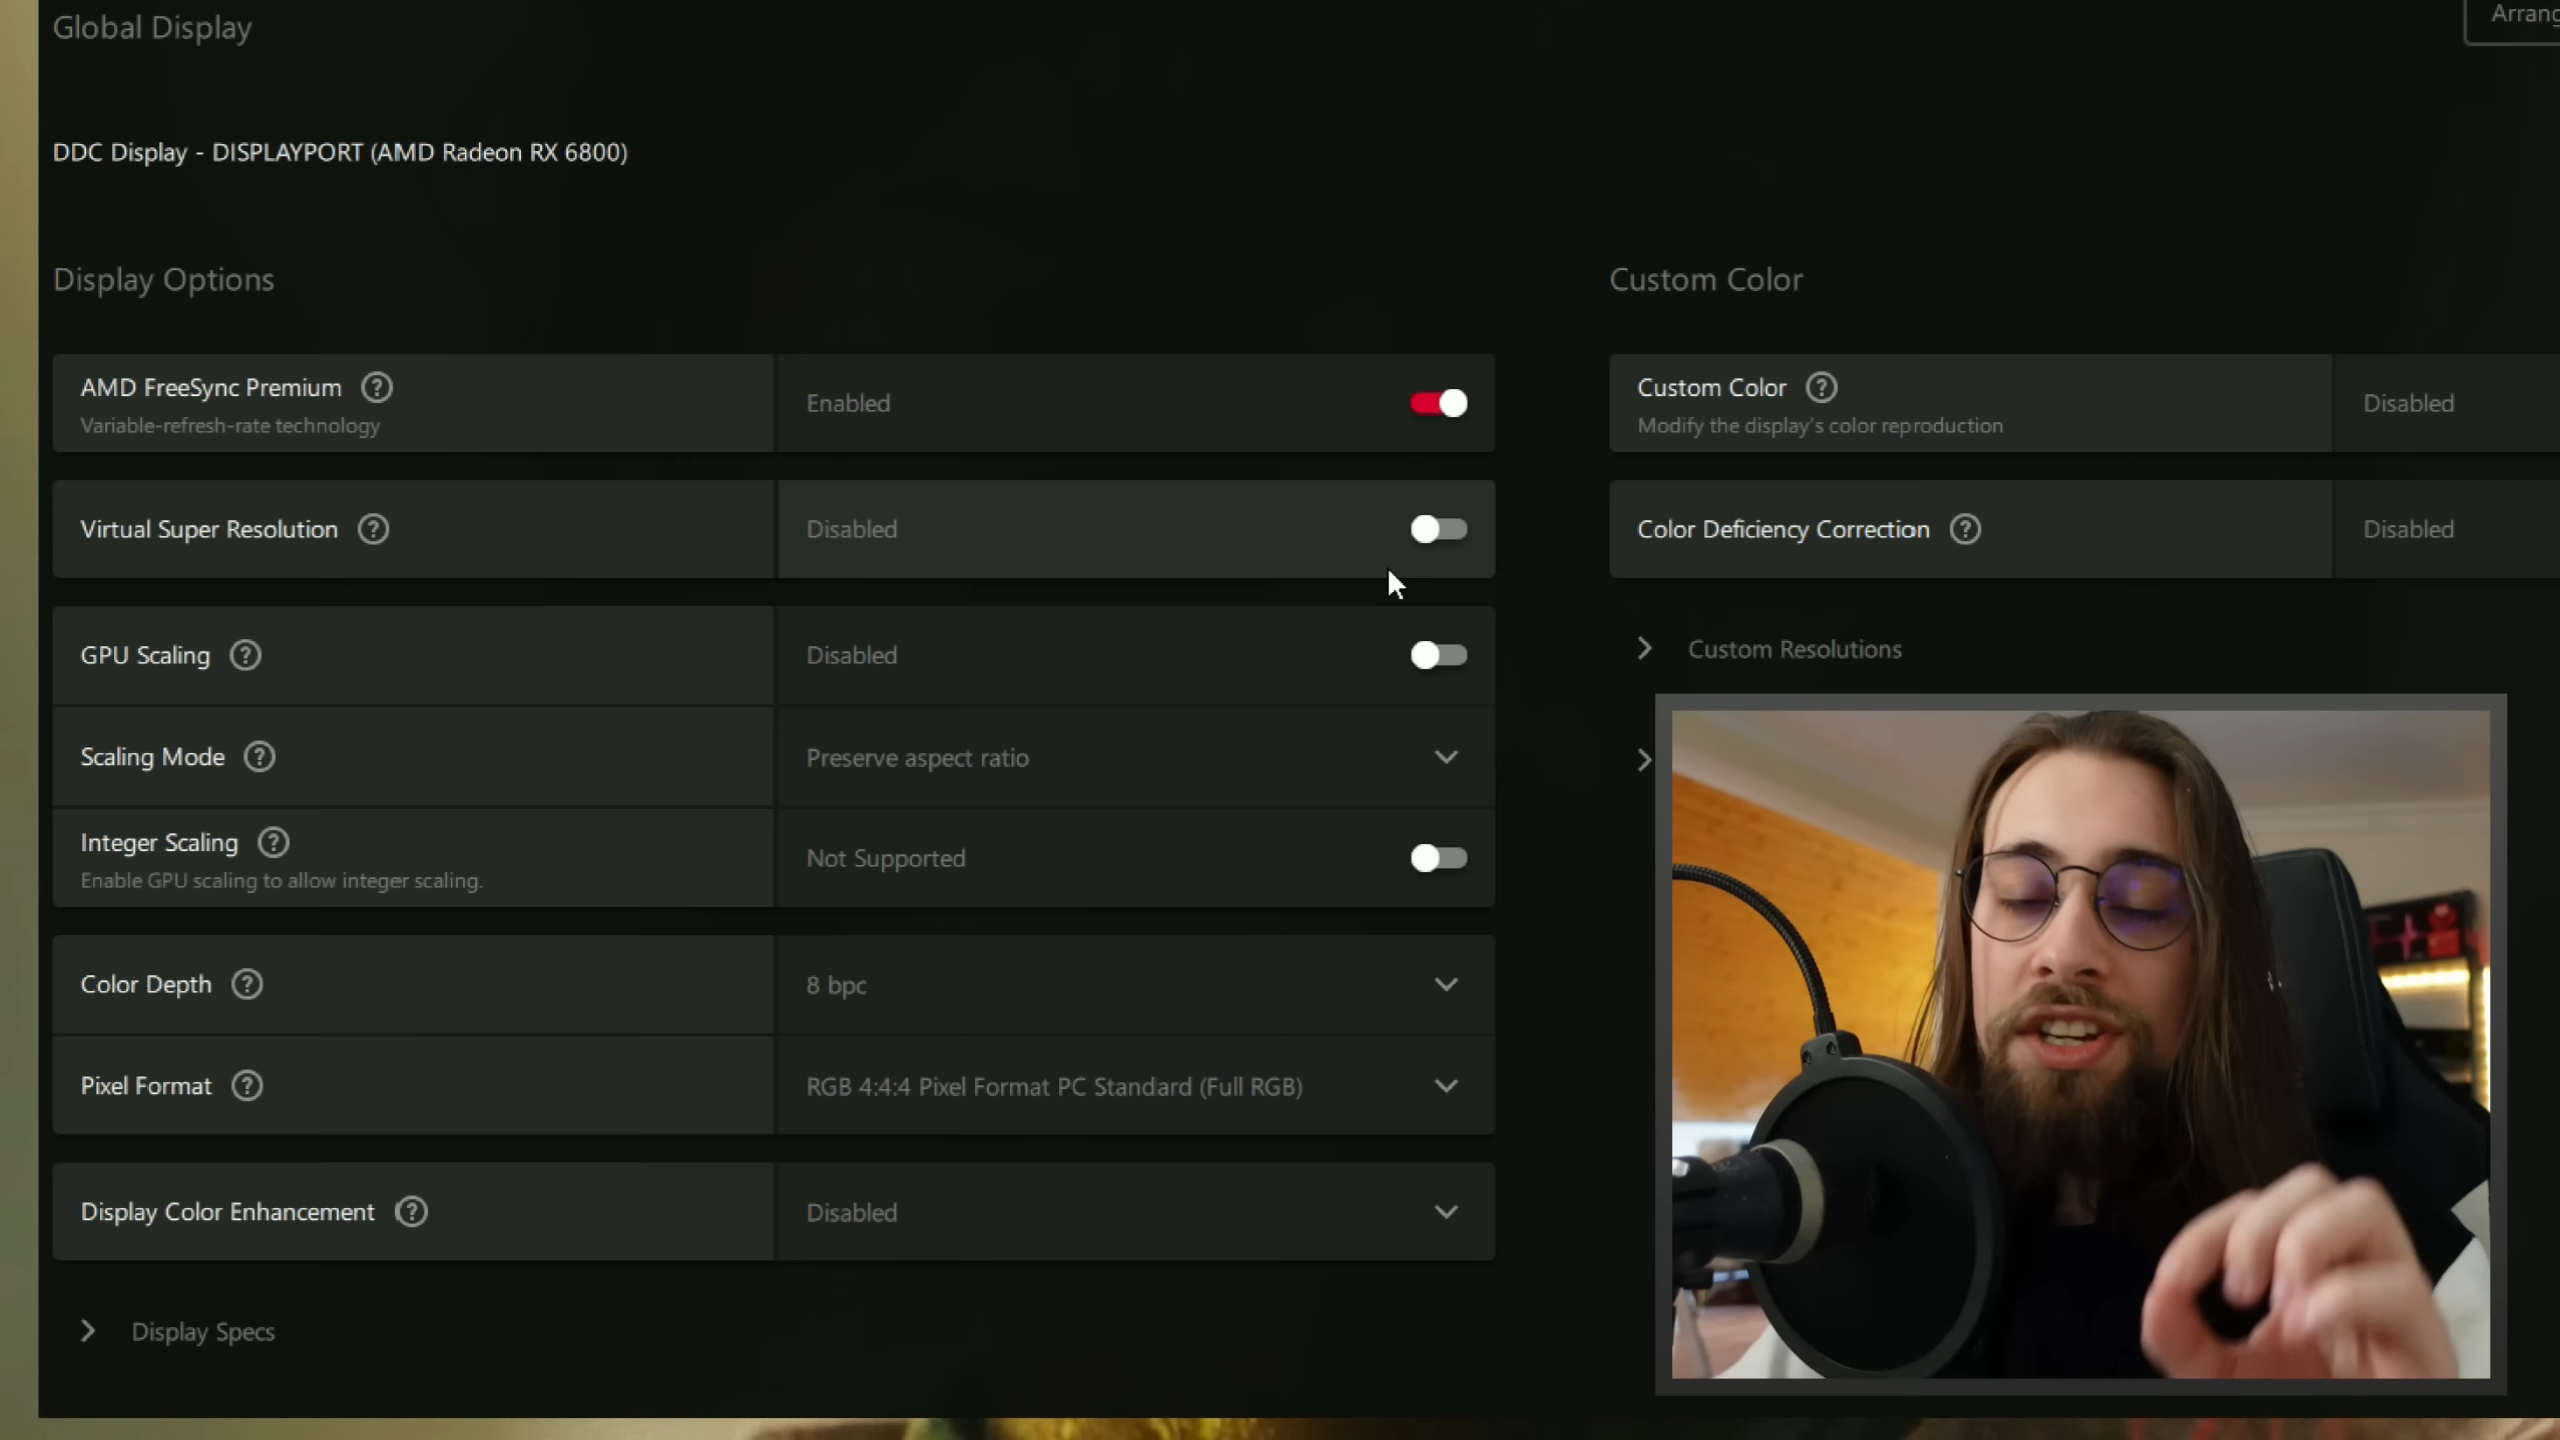 Global Display
DDC Display - DISPLAYPORT (AMD Radeon RX 6800)
Display Options
AMD FreeSync Premium
Variable-refresh-rate technology
Enabled
Virtual Super Resolution
Disabled
GPU Scaling
Disabled
Scaling Mode
Preserve aspect ratio
Integer Scaling
Enable GPU scaling to allow integer scaling.
Not Supported
Color Depth
8 bpc
Pixel Format
RGB 4:4:4 Pixel Format PC Standard (Full RGB)
Display Color Enhancement
Disabled
Display Specs
Custom Color
Custom Color
Modify the display's color reproduction
Disabled
Color Deficiency Correction
Disabled
Custom Resolutions